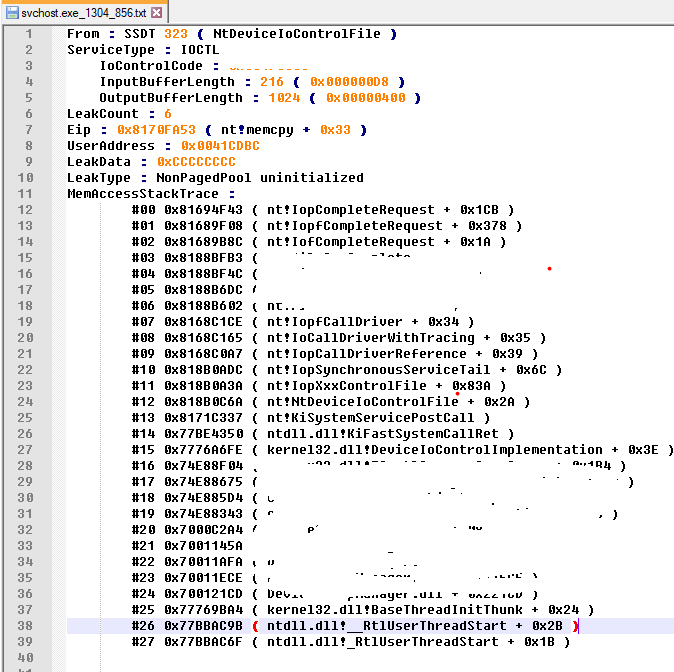 svchost.exe_1304_856.txt
1 From : SSDT 323 ( NtDeviceIoControlFile )
2 ServiceType : IOCTL
3 IoControlCode :
4 InputBufferLength : 216 ( 0x000000D8 )
5 OutputBufferLength : 1024 ( 0x00000400 )
6 LeakCount : 6
7 Eip : 0x8170FA53 ( nt!memcpy + 0x33 )
8 UserAddress : 0x0041CDBC
9 LeakData : 0xCCCCCCCC
10 LeakType : NonPagedPool uninitialized
11 MemAccessStackTrace :
12 #00 0x81694F43 ( nt!IopCompleteRequest + 0x1CB )
13 #01 0x81689F08 ( nt!IopfCompleteRequest + 0x378 )
14 #02 0x81689B8C ( nt!IofCompleteRequest + 0x1A )
15 #03 0x8188BFB3 (
16 #04 0x8188BF4C (
17 #05 0x8188B6DC (
18 #06 0x8188B602 ( nt
19 #07 0x8168C1CE ( nt!IopfCallDriver + 0x34 )
20 #08 0x8168C165 ( nt!IoCallDriverWithTracing + 0x35 )
21 #09 0x8168C0A7 ( nt!IopCallDriverReference + 0x39 )
22 #10 0x818B0ADC ( nt!IopSynchronousServiceTail + 0x6C )
23 #11 0x818B0A3A ( nt!IopXxxControlFile + 0x83A )
24 #12 0x818B0C6A ( nt!NtDeviceIoControlFile + 0x2A )
25 #13 0x8171C337 ( nt!KiSystemServicePostCall )
26 #14 0x77BE4350 ( ntdll.dll!KiFastSystemCallRet )
27 #15 0x7776A6FE ( kernel32.dll!DeviceIoControlImplementation + 0x3E )
28 #16 0x74E88F04 0x1B4 )
29 #17 0x74E88675 ( )
30 #18 0x74E885D4 (
31 #19 0x74E88343 ( )
32 #20 0x7000C2A4 (
33 #21 0x7001145A
34 #22 0x70011AFA (
35 #23 0x70011ECE (
36 #24 0x700121CD (
37 #25 0x77769BA4 ( kernel32.dll!BaseThreadInitThunk + 0x24 )
38 #26 0x77BBAC9B ( ntdll.dll!__RtlUserThreadStart + 0x2B )
39 #27 0x77BBAC6F ( ntdll.dll!_RtlUserThreadStart + 0x1B )
40